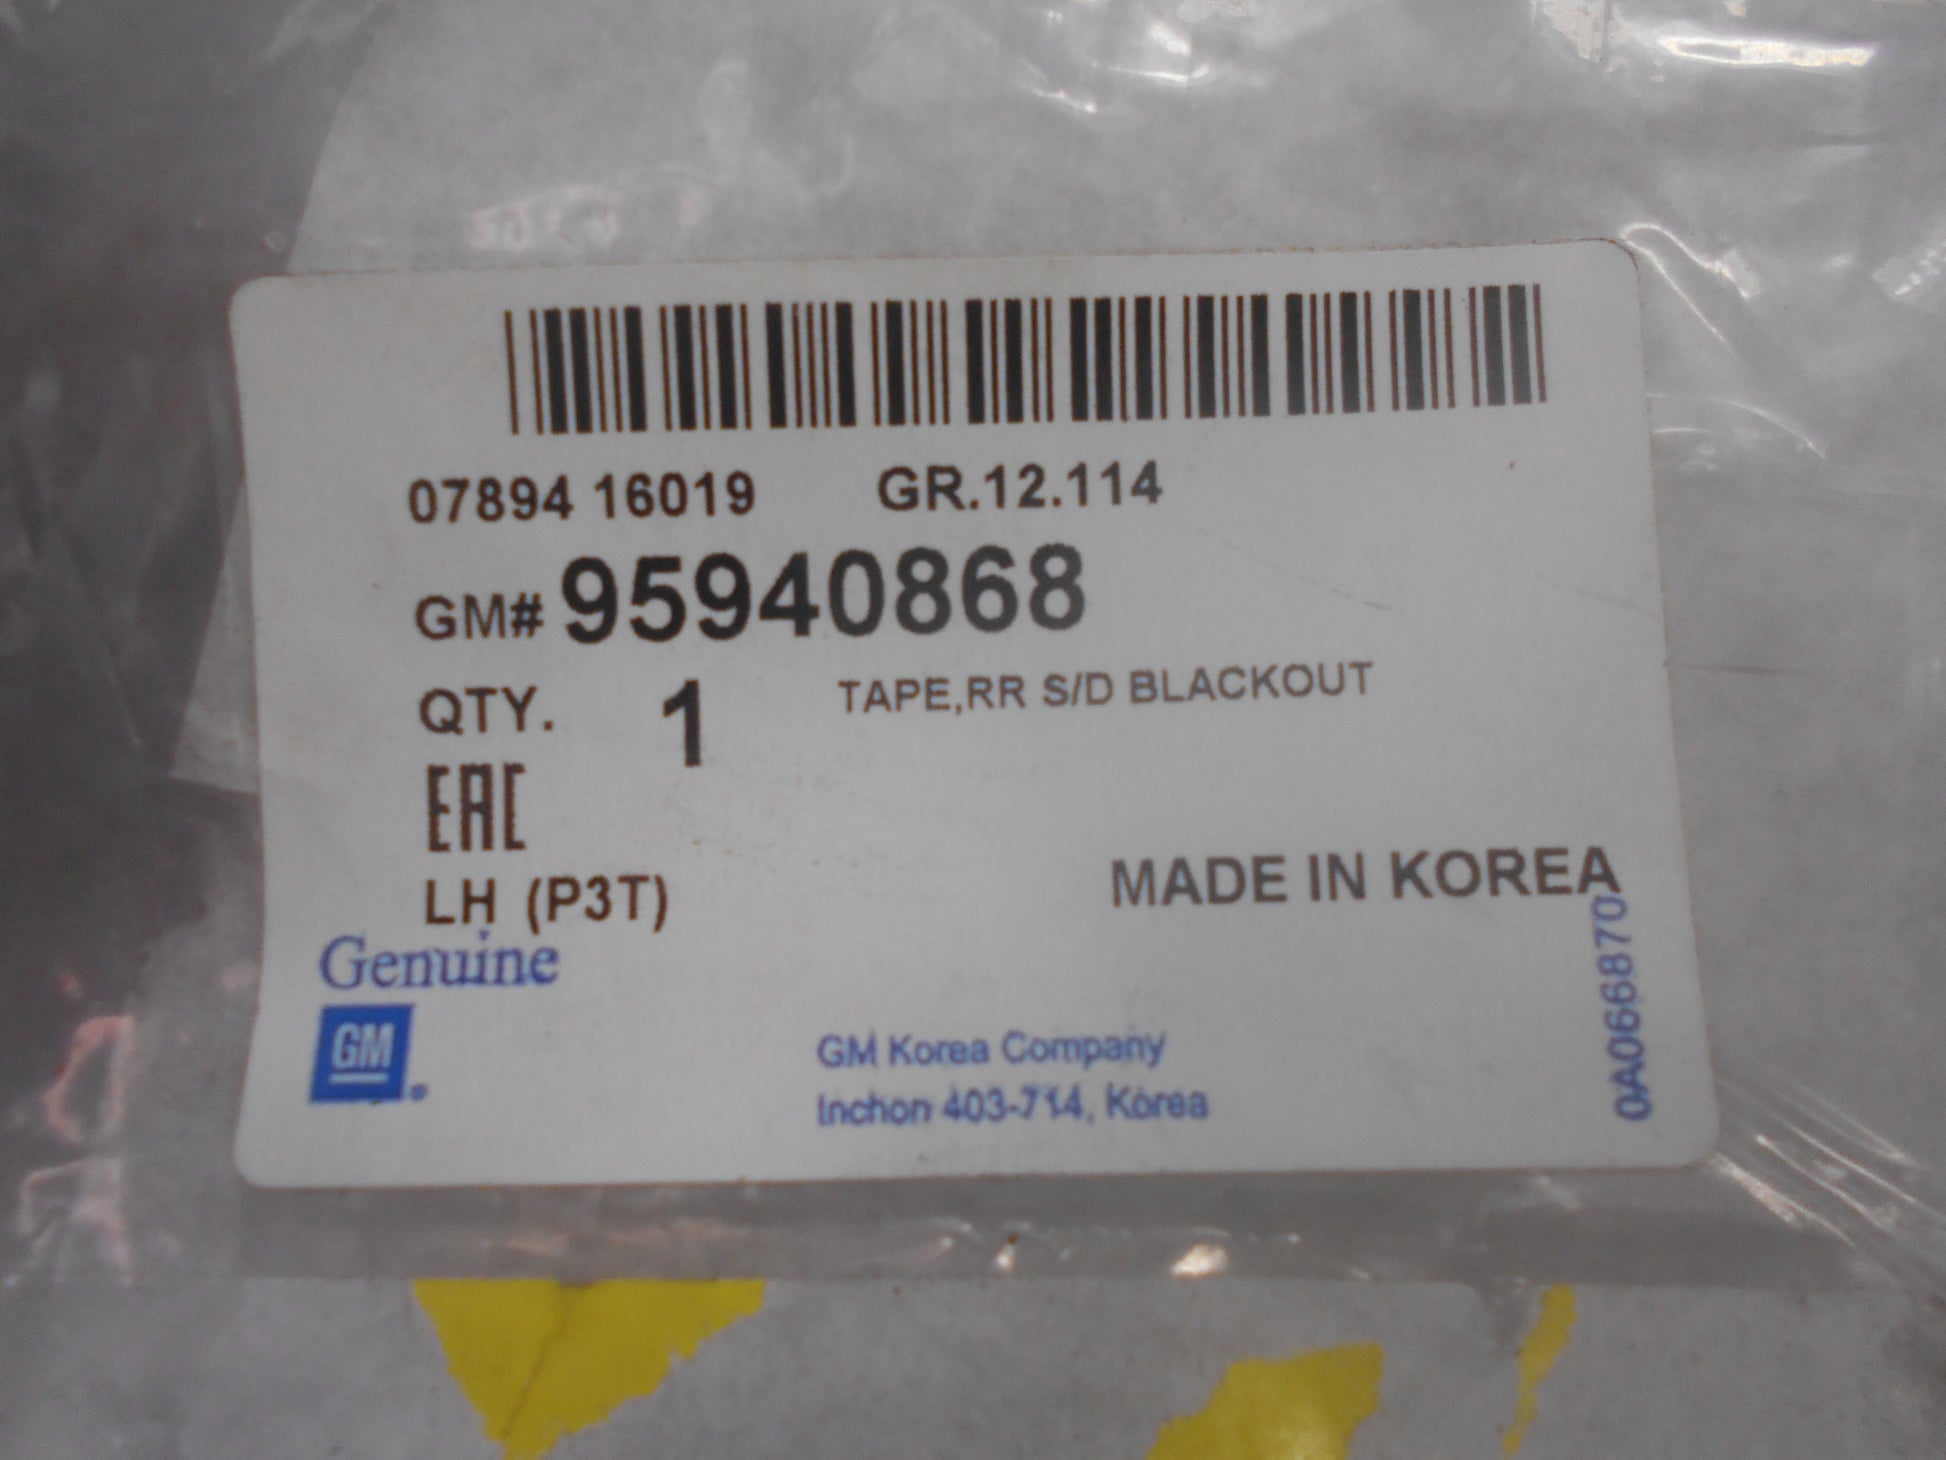 07894 16019 GR.12.114
GM# 95940868
QTY. 1 TAPE,RR S/D BLACKOUT
EAC
LH (P3T)
MADE IN KOREA
Genuine
GM
GM Korea Company
Inchon 403-714, Korea
0A066870